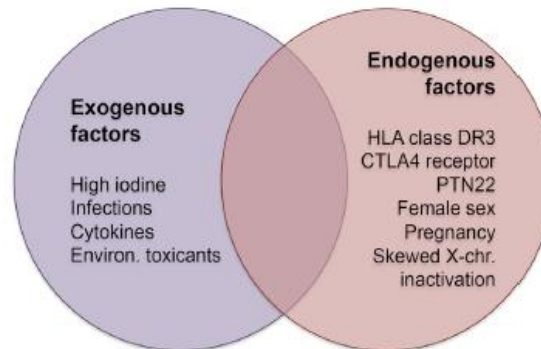 Exogenous
factors
High iodine
Infections
Cytokines
Environ. toxicants
Endogenous
factors
HLA class DR3
CTLA4 receptor
PTN22
Female sex
Pregnancy
Skewed X-chr.
inactivation